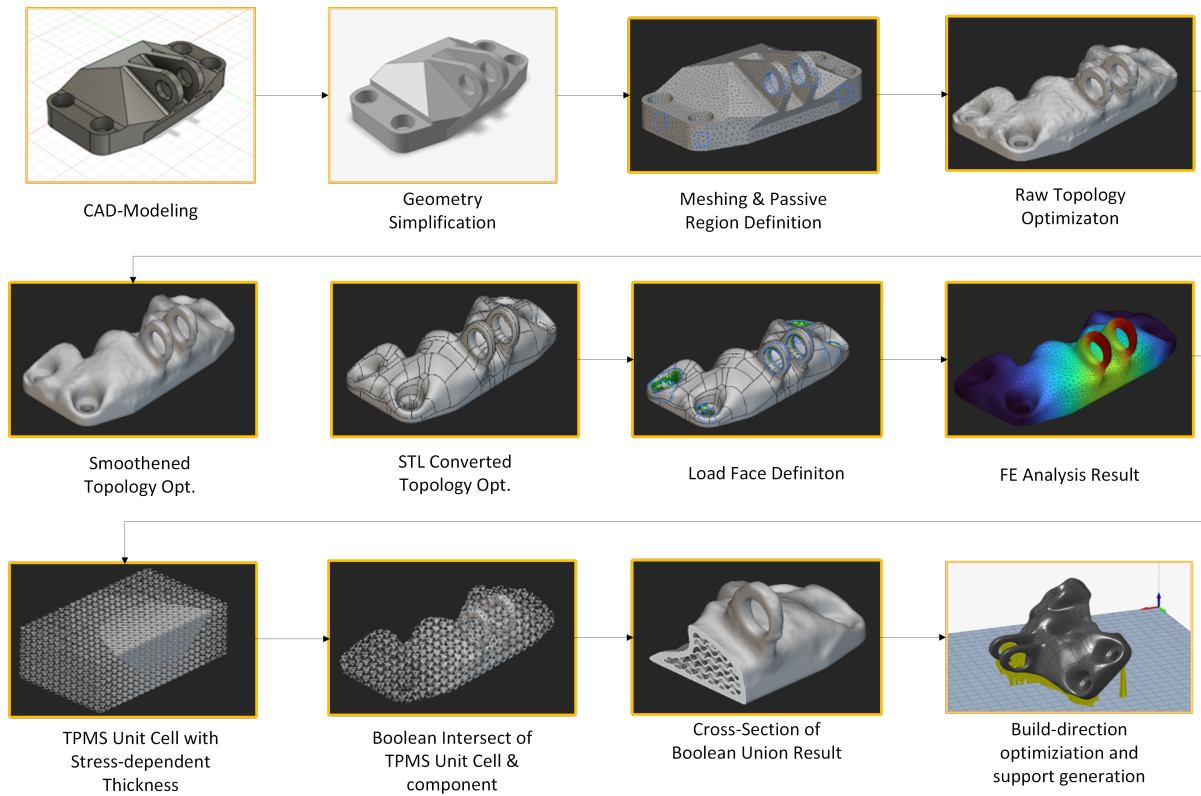 CAD-Modeling
Geometry
Simplification
Meshing & Passive
Region Definition
Raw Topology
Optimizaton
Smoothened
Topology Opt.
STL Converted
Topology Opt.
Load Face Definiton
FE Analysis Result
TPMS Unit Cell with
Stress-dependent
Thickness
Boolean Intersect of
TPMS Unit Cell &
component
Cross-Section of
Boolean Union Result
Build-direction
optimiziation and
support generation